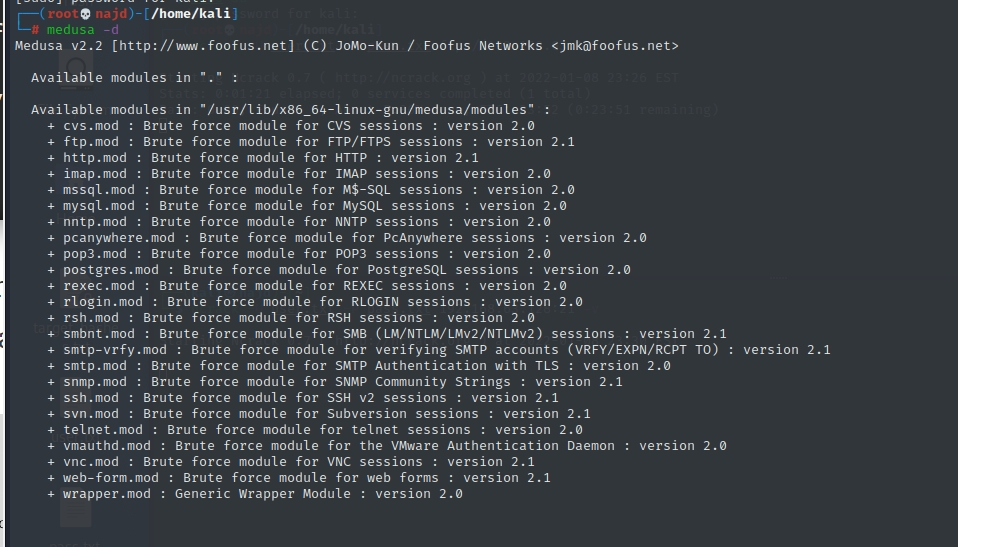 [sudo] password for kali:
┌──(root💀najd)-[/home/kali]
└─# medusa -d
Medusa v2.2 [http://www.foofus.net] (C) JoMo-Kun / Foofus Networks <jmk@foofus.net>
Available modules in "." :
Available modules in "/usr/lib/x86_64-linux-gnu/medusa/modules" :
+ cvs.mod : Brute force module for CVS sessions : version 2.0
+ ftp.mod : Brute force module for FTP/FTPS sessions : version 2.1
+ http.mod : Brute force module for HTTP : version 2.1
+ imap.mod : Brute force module for IMAP sessions : version 2.0
+ mssql.mod : Brute force module for M$-SQL sessions : version 2.0
+ mysql.mod : Brute force module for MySQL sessions : version 2.0
+ nntp.mod : Brute force module for NNTP sessions : version 2.0
+ pcanywhere.mod : Brute force module for PcAnywhere sessions : version 2.0
+ pop3.mod : Brute force module for POP3 sessions : version 2.0
+ postgres.mod : Brute force module for PostgreSQL sessions : version 2.0
+ rexec.mod : Brute force module for REXEC sessions : version 2.0
+ rlogin.mod : Brute force module for RLOGIN sessions : version 2.0
+ rsh.mod : Brute force module for RSH sessions : version 2.0
+ smbnt.mod : Brute force module for SMB (LM/NTLM/LMv2/NTLMv2) sessions : version 2.1
+ smtp-vrfy.mod : Brute force module for verifying SMTP accounts (VRFY/EXPN/RCPT TO) : version 2.1
+ smtp.mod : Brute force module for SMTP Authentication with TLS : version 2.0
+ snmp.mod : Brute force module for SNMP Community Strings : version 2.1
+ ssh.mod : Brute force module for SSH v2 sessions : version 2.1
+ svn.mod : Brute force module for Subversion sessions : version 2.1
+ telnet.mod : Brute force module for telnet sessions : version 2.0
+ vmauthd.mod : Brute force module for the VMware Authentication Daemon : version 2.0
+ vnc.mod : Brute force module for VNC sessions : version 2.1
+ web-form.mod : Brute force module for web forms : version 2.1
+ wrapper.mod : Generic Wrapper Module : version 2.0